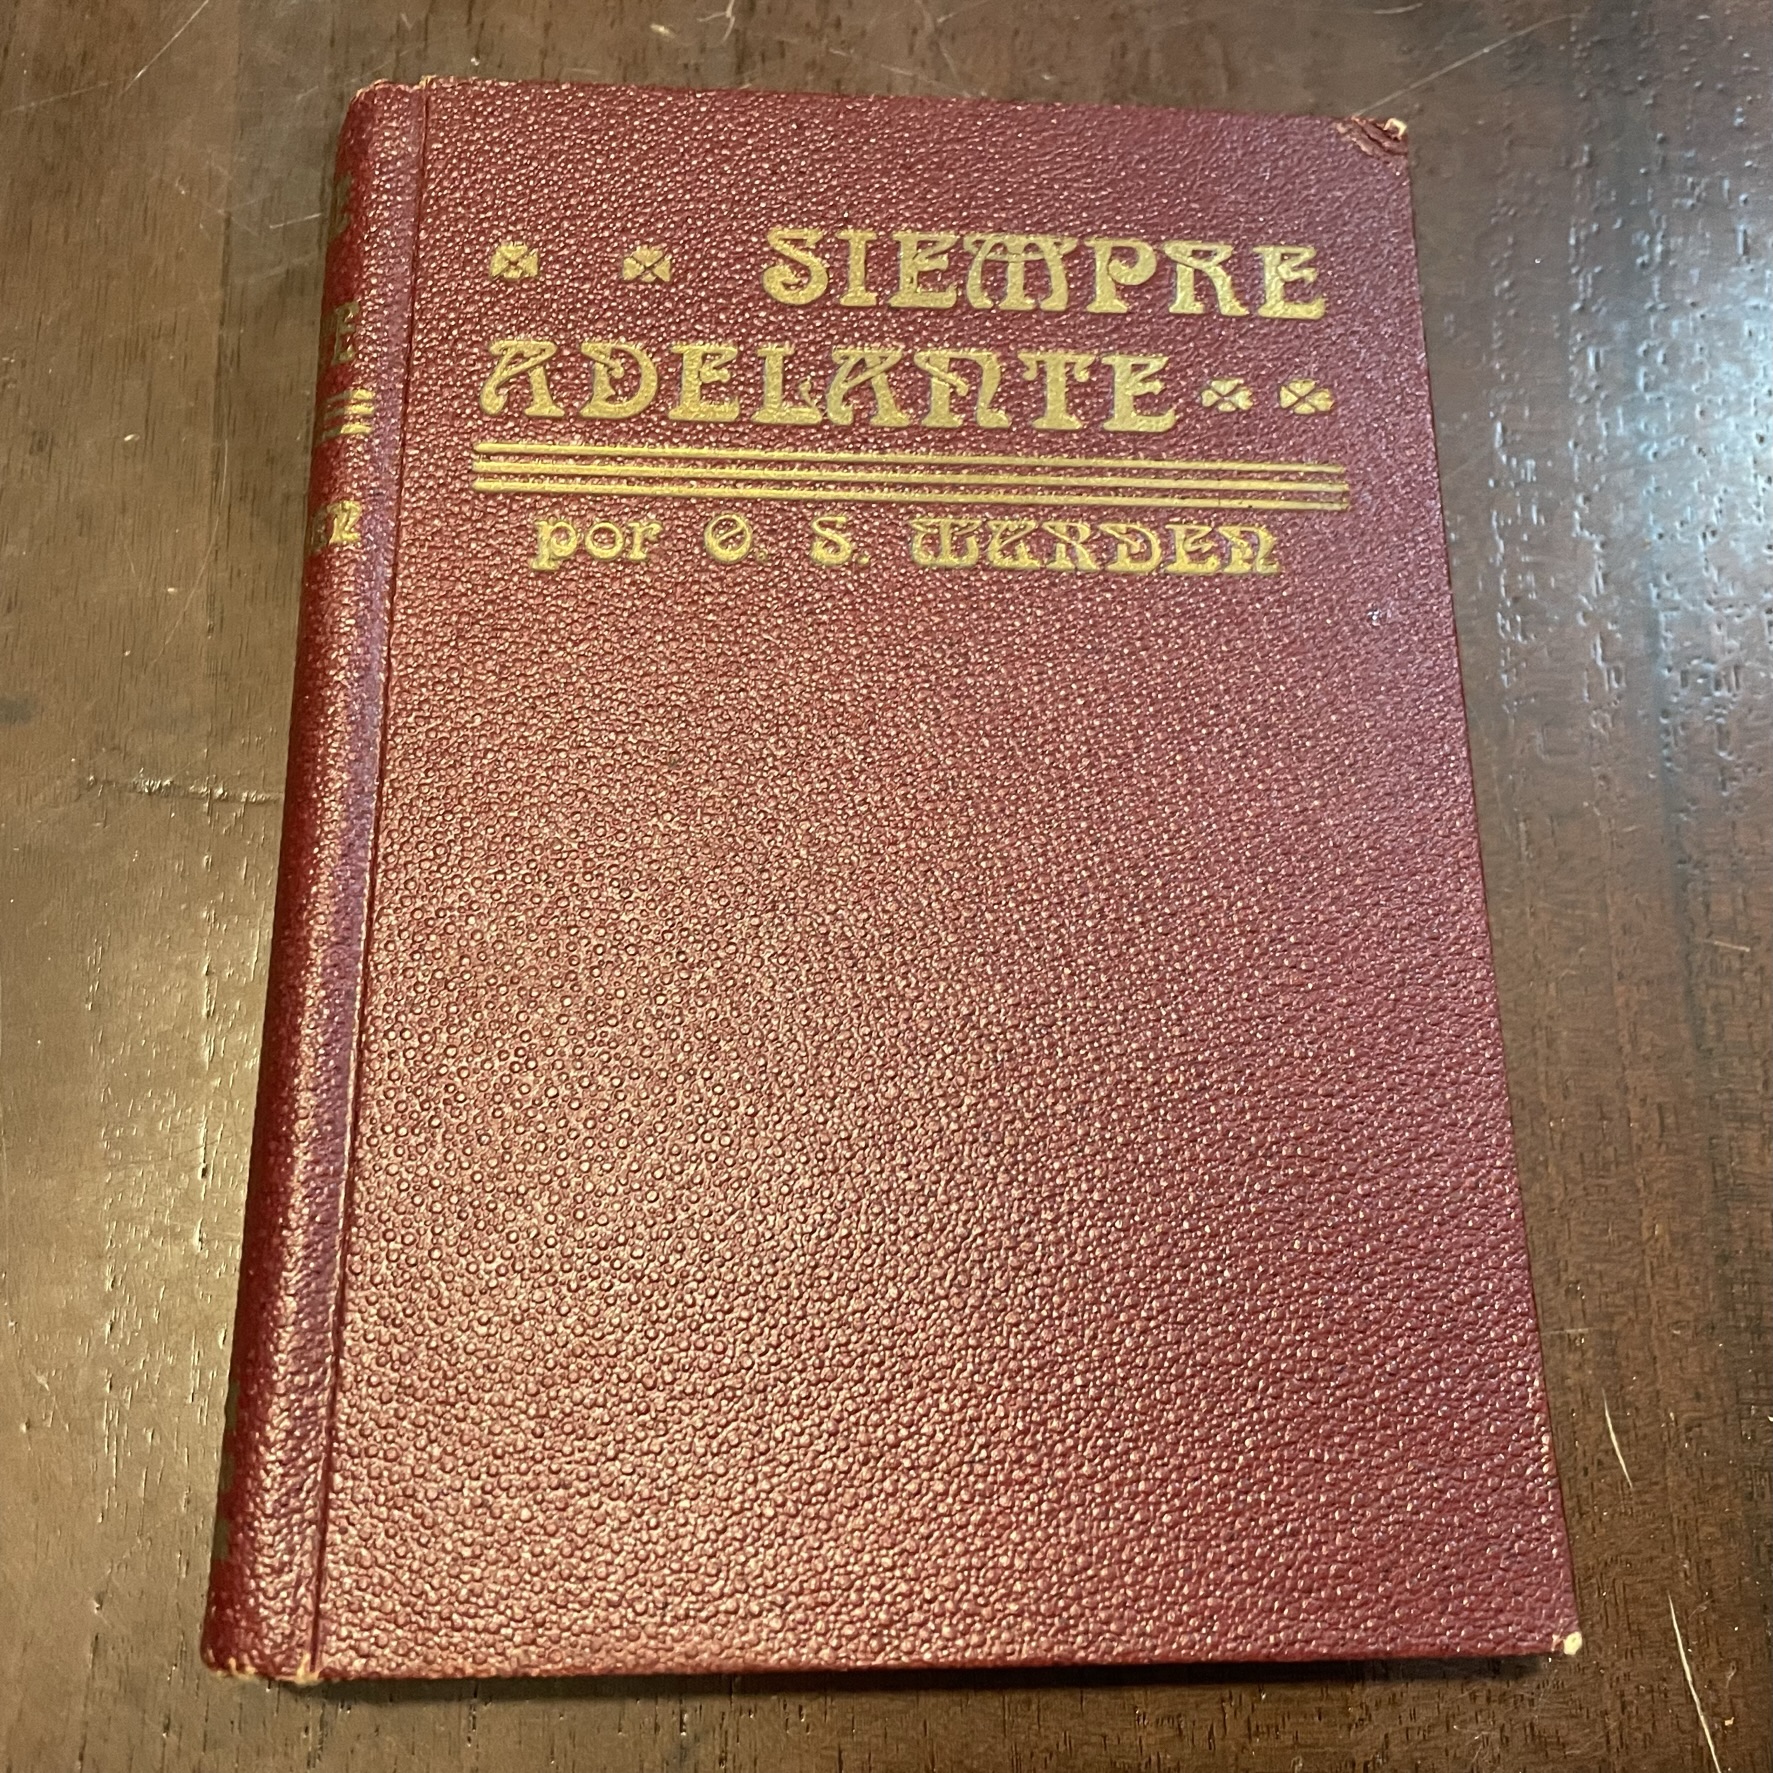 SIEMPRE
ADELANTE
por O. S. MARDEN